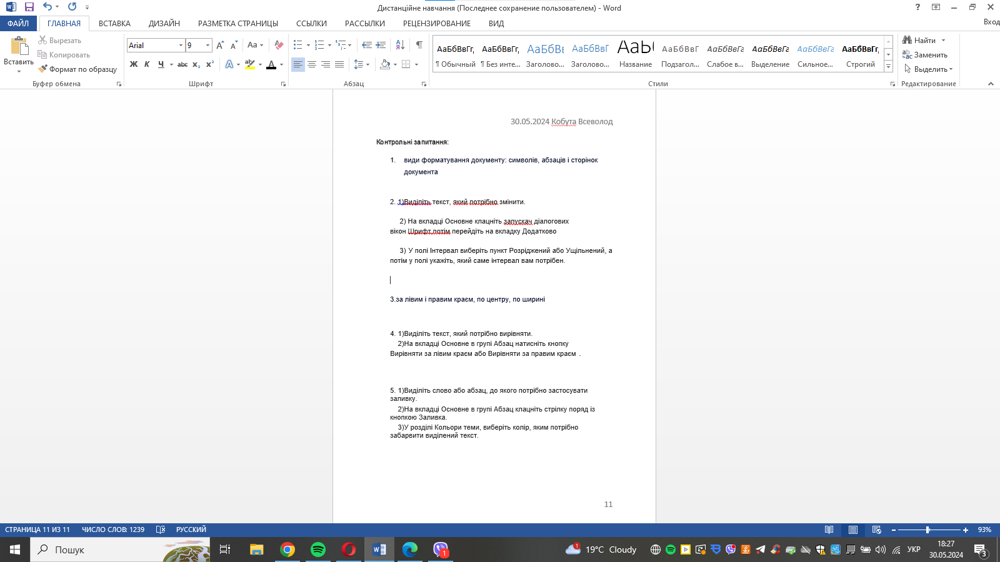 Дистанційне навчання (Последнее сохранение пользователем) - Word
ФАЙЛ ГЛАВНАЯ ВСТАВКА ДИЗАЙН РАЗМЕТКА СТРАНИЦЫ ССЫЛКИ РАССЫЛКИ РЕЦЕНЗИРОВАНИЕ ВИД Вход
Вставить
Вырезать
Копировать
Формат по образцу
Буфер обмена
Arial 9
Ж К Ч abc x₂ x²
Шрифт
Абзац
АаБбВвГг, АаБбВвГг, АаБбВв АаБбВвГ АаЬ АаБбВвГ АаБбВвГг АаБбВвГг АаБбВвГг АаБбВвГг,
¶ Обычный ¶ Без инте... Заголово... Заголово... Название Подзагол... Слабое в... Выделение Сильное... Строгий
Стили
Найти
Заменить
Выделить
Редактирование
30.05.2024 Кобута Всеволод
Контрольні запитання:
1. види форматування документу: символів, абзаців і сторінок
документа
2. 1)Виділіть текст, який потрібно змінити.
2) На вкладці Основне клацніть запускач діалогових
вікон Шрифт потім перейдіть на вкладку Додатково
3) У полі Інтервал виберіть пункт Розріджений або Ущільнений, а
потім у полі укажіть, який саме інтервал вам потрібен.
3.за лівим і правим краєм, по центру, по ширині
4. 1)Виділіть текст, який потрібно вирівняти.
2)На вкладці Основне в групі Абзац натисніть кнопку
Вирівняти за лівим краєм або Вирівняти за правим краєм .
5. 1)Виділіть слово або абзац, до якого потрібно застосувати
заливку.
2)На вкладці Основне в групі Абзац клацніть стрілку поряд із
кнопкою Заливка.
3)У розділі Кольори теми, виберіть колір, яким потрібно
забарвити виділений текст.
11
СТРАНИЦА 11 ИЗ 11 ЧИСЛО СЛОВ: 1239 РУССКИЙ 93%
Пошук 1 1 19°C Cloudy УКР 18:27
30.05.2024 3